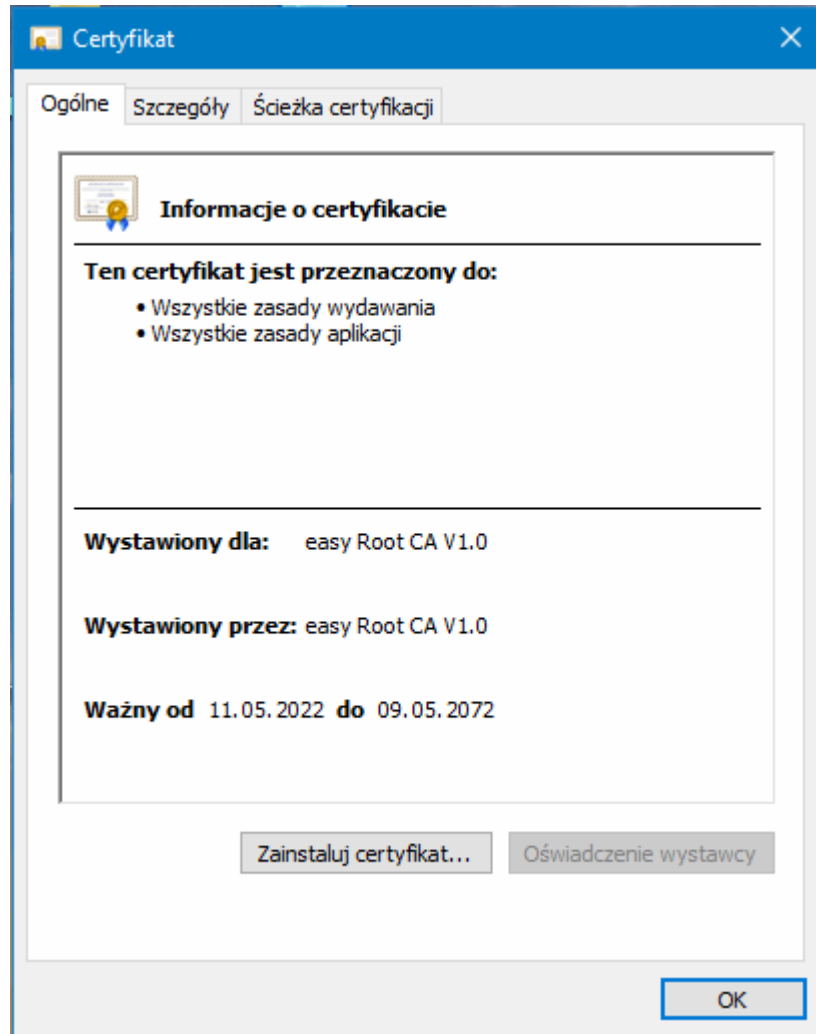 Certyfikat
Ogólne Szczegóły Ścieżka certyfikacji
Informacje o certyfikacie
Ten certyfikat jest przeznaczony do:
• Wszystkie zasady wydawania
• Wszystkie zasady aplikacji
Wystawiony dla: easy Root CA V1.0
Wystawiony przez: easy Root CA V1.0
Ważny od 11.05.2022 do 09.05.2072
Zainstaluj certyfikat... Oświadczenie wystawcy
OK